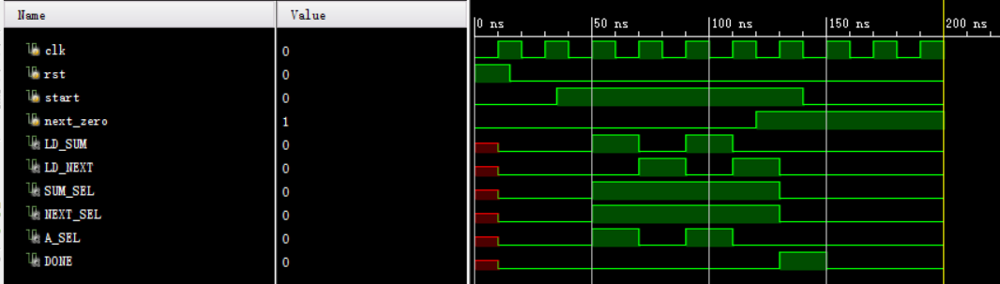 Name Value
0 ns 50 ns 100 ns 150 ns 200 ns
clk 0
rst 0
start 0
next_zero 1
LD_SUM 0
LD_NEXT 0
SUM_SEL 0
NEXT_SEL 0
A_SEL 0
DONE 0